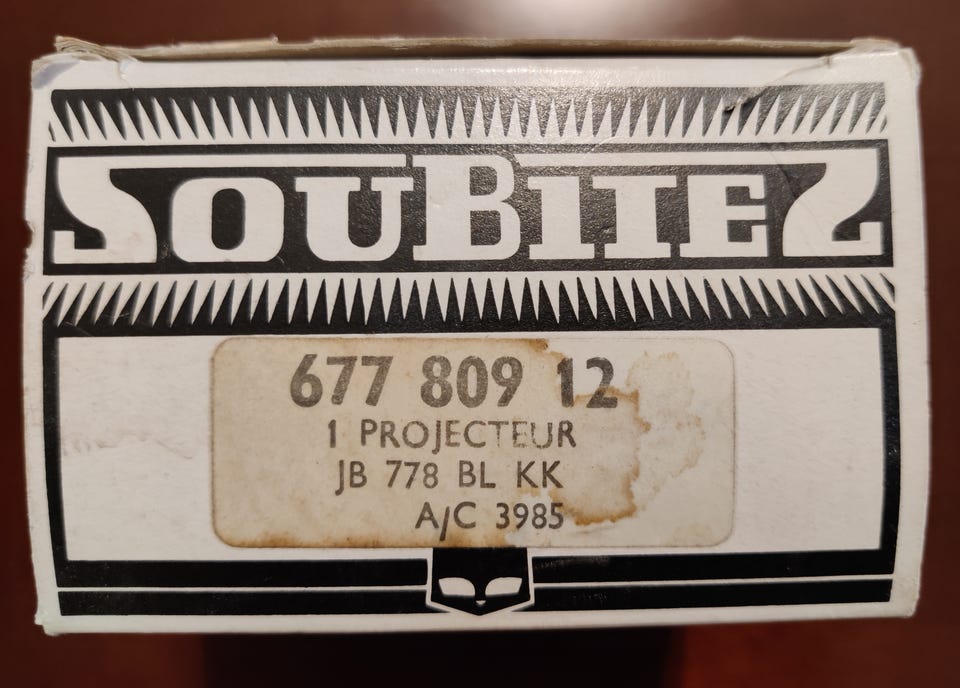 SOUBITEZ
677 809 12
1 PROJECTEUR
JB 778 BL KK
A/C 3985